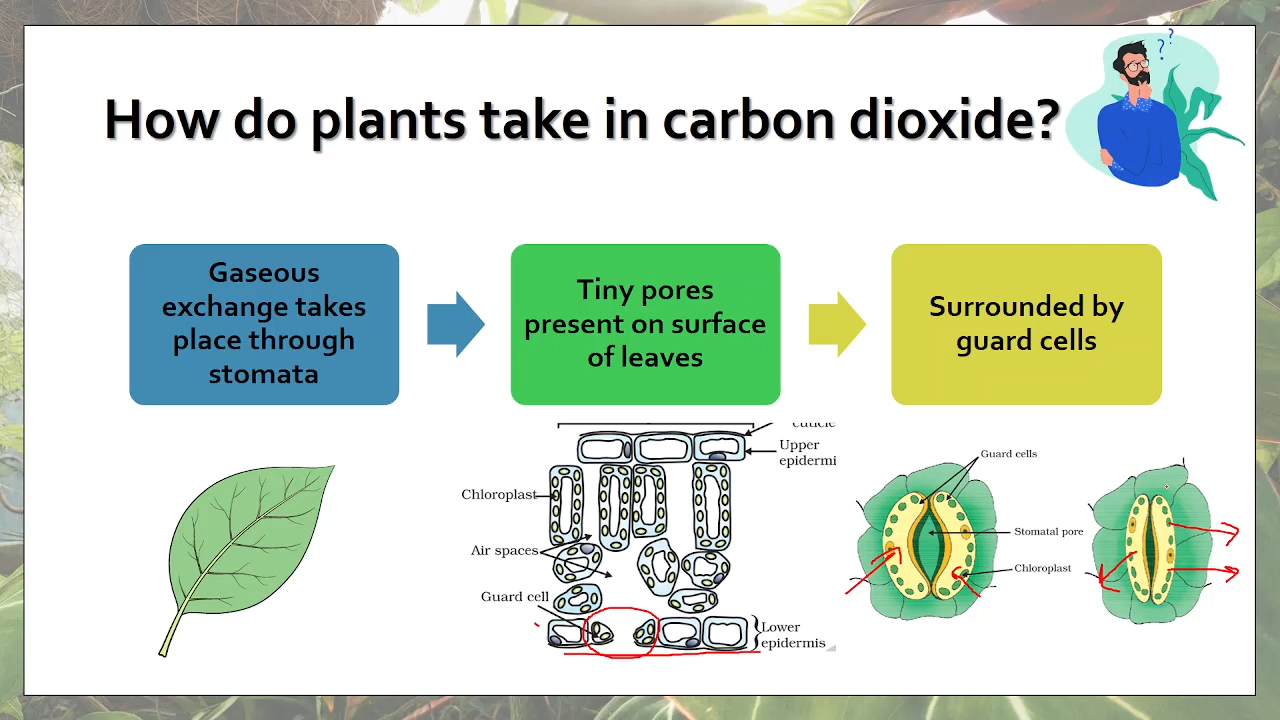 How do plants take in carbon dioxide?
? ?
Gaseous
exchange takes
place through
stomata
Tiny pores
present on surface
of leaves
Surrounded by
guard cells
cuticle
Upper
epidermi
Chloroplast
Air spaces
Guard cell
Lower
epidermis
Guard cells
Stomatal pore
Chloroplast